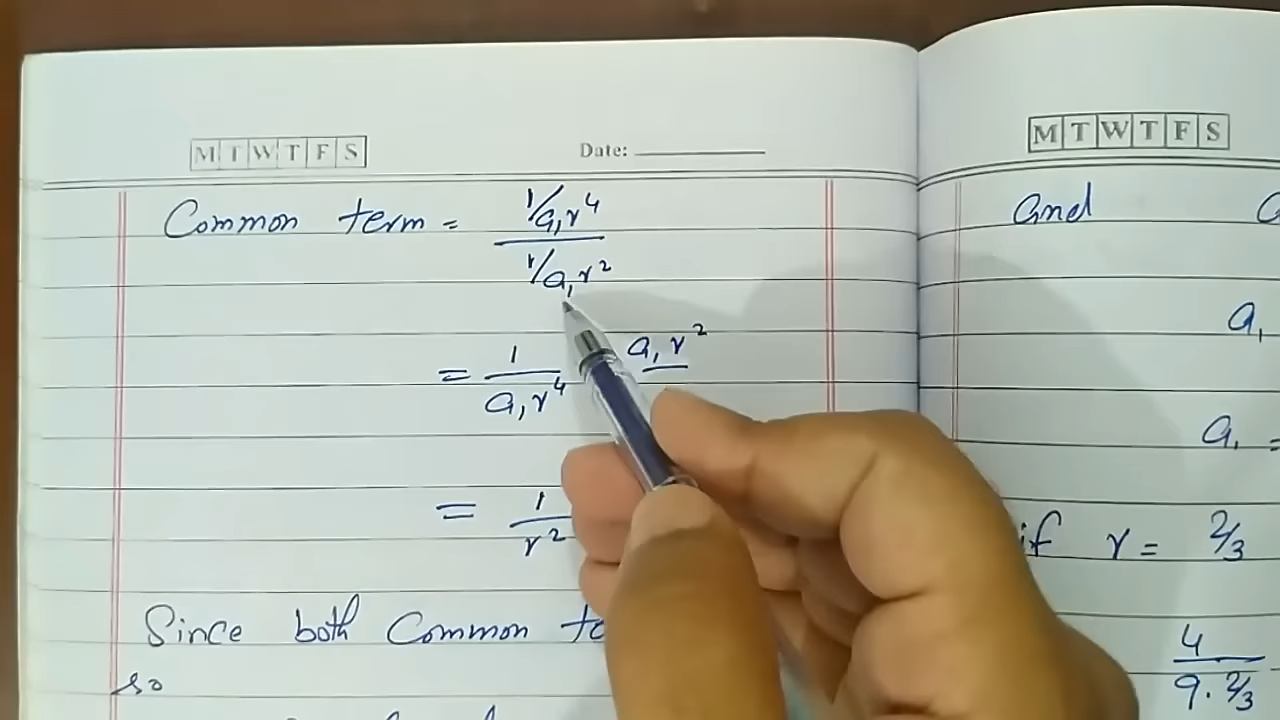 M T W T F S
Date:
Common term = 1/a₁r⁴ / 1/a₁r²
= 1/a₁r⁴ a₁r²
= 1/r²
Since both Common
so
M T W T F S
and
a₁
a₁ =
if r = 2/3
4 / 9 · 2/3